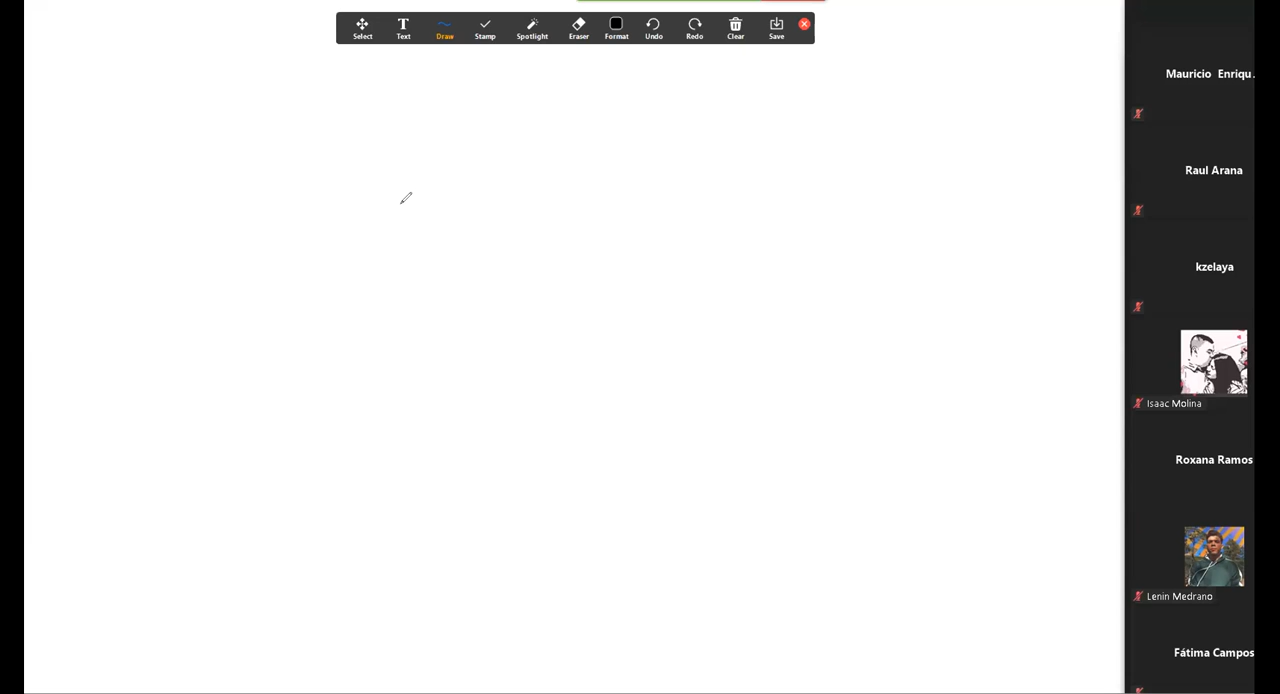 Select Text Draw Stamp Spotlight Eraser Format Undo Redo Clear Save
Mauricio Enriqu.
Raul Arana
kzelaya
Isaac Molina
Roxana Ramos
Lenin Medrano
Fátima Campos